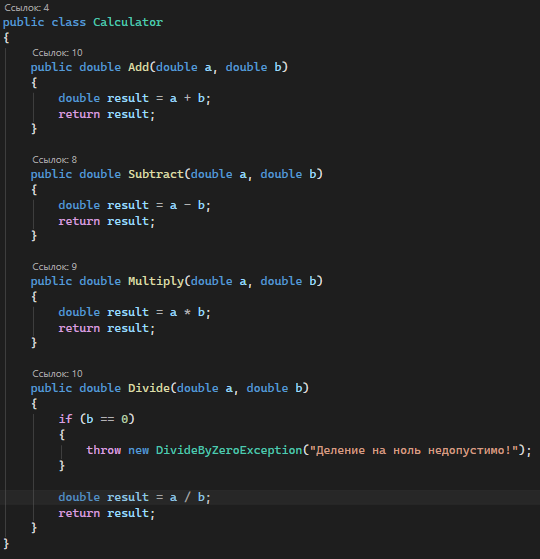 Ссылок: 4
public class Calculator
{
Ссылок: 10
public double Add(double a, double b)
{
double result = a + b;
return result;
}
Ссылок: 8
public double Subtract(double a, double b)
{
double result = a - b;
return result;
}
Ссылок: 9
public double Multiply(double a, double b)
{
double result = a * b;
return result;
}
Ссылок: 10
public double Divide(double a, double b)
{
if (b == 0)
{
throw new DivideByZeroException("Деление на ноль недопустимо!");
}
double result = a / b;
return result;
}
}